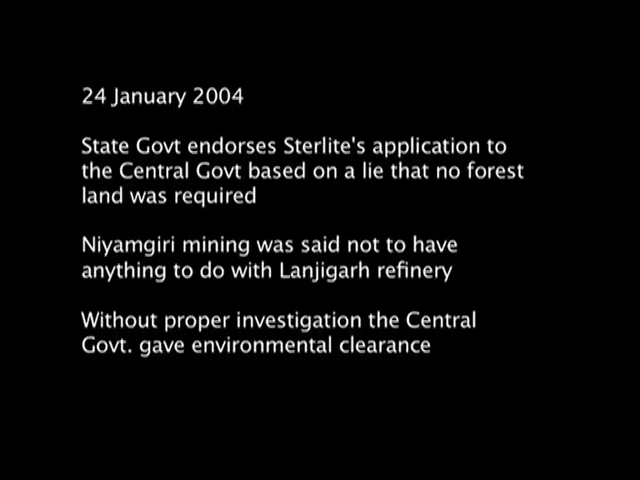 24 January 2004
State Govt endorses Sterlite's application to
the Central Govt based on a lie that no forest
land was required
Niyamgiri mining was said not to have
anything to do with Lanjigarh refinery
Without proper investigation the Central
Govt. gave environmental clearance